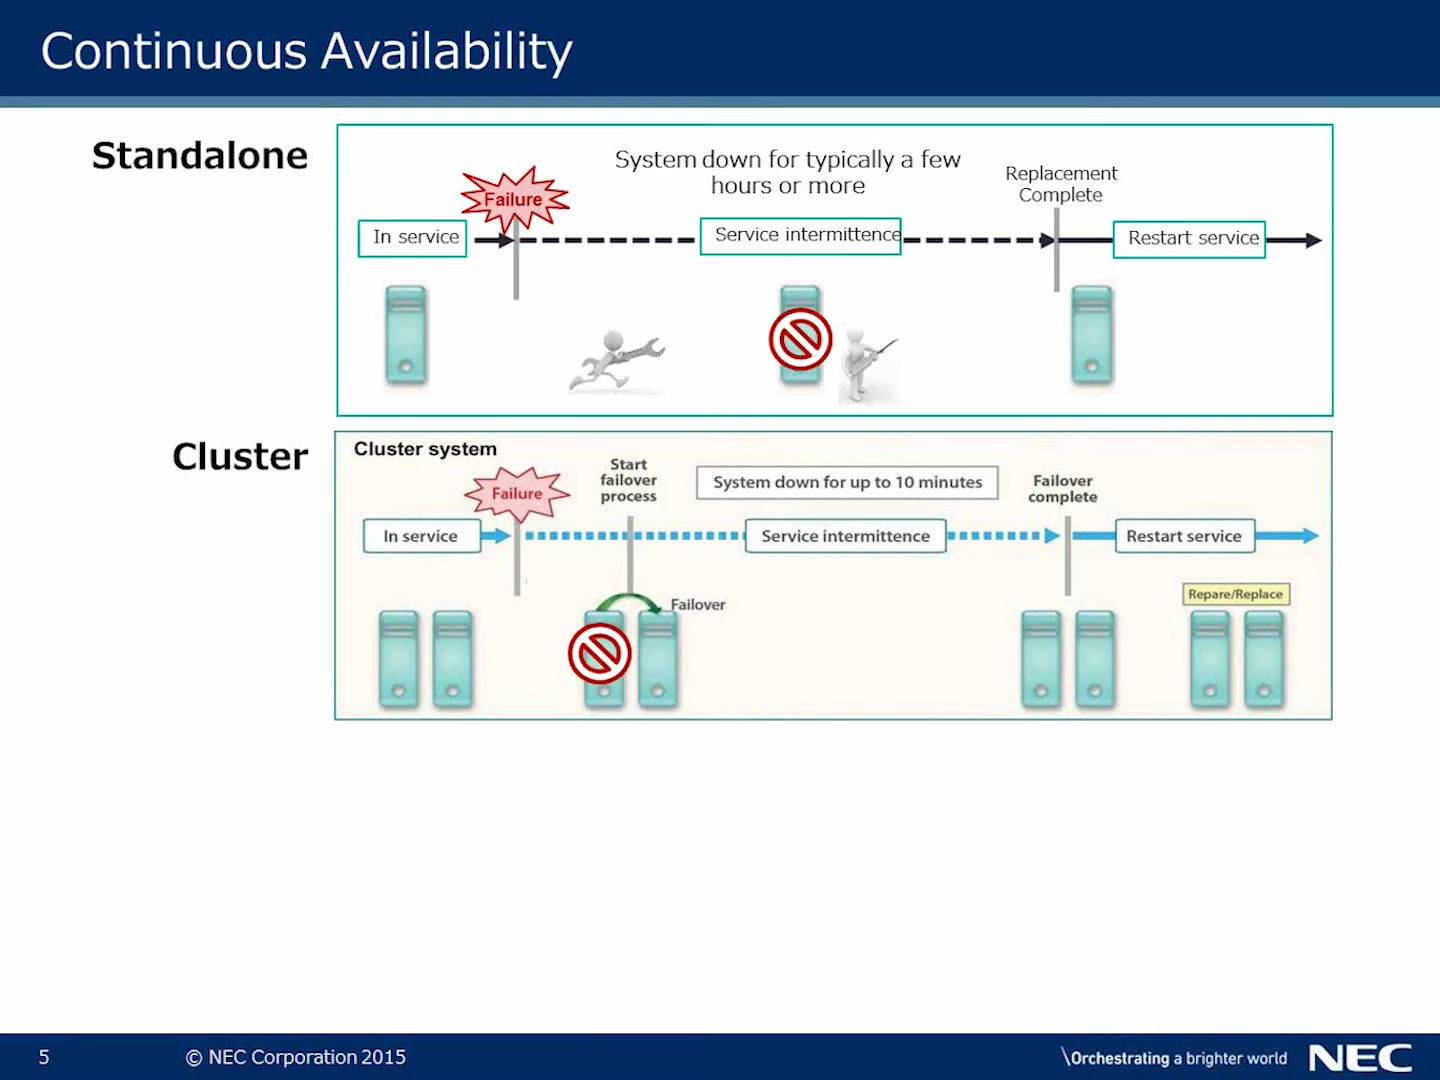 Continuous Availability
Standalone
System down for typically a few
hours or more
Replacement
Complete
Failure
In service
Service intermittence
Restart service
Cluster
Cluster system
Start
failover
process
System down for up to 10 minutes
Failover
complete
Failure
In service
Service intermittence
Restart service
Failover
Repare/Replace
5
© NEC Corporation 2015
\Orchestrating a brighter world
NEC